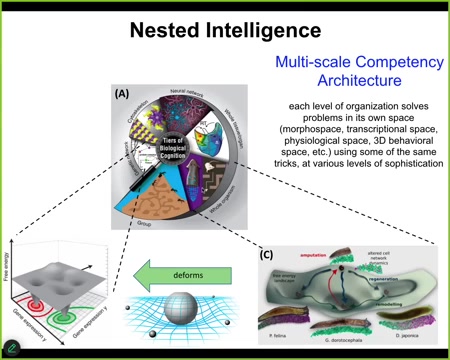 Nested Intelligence
Multi-scale Competency
Architecture
each level of organization solves
problems in its own space
(morphospace, transcriptional space,
physiological space, 3D behavioral
space, etc.) using some of the same
tricks, at various levels of sophistication
(A)
Neural network
Cytoskeleton
Tiers of
Biological
Cognition
Whole organism
Group
Free energy
Gene expression x
Gene expression y
deforms
(C)
amputation
altered cell
network
dynamics
free energy
landscape
regeneration
remodelling
P. felina
G. dorotocephala
D. japonica